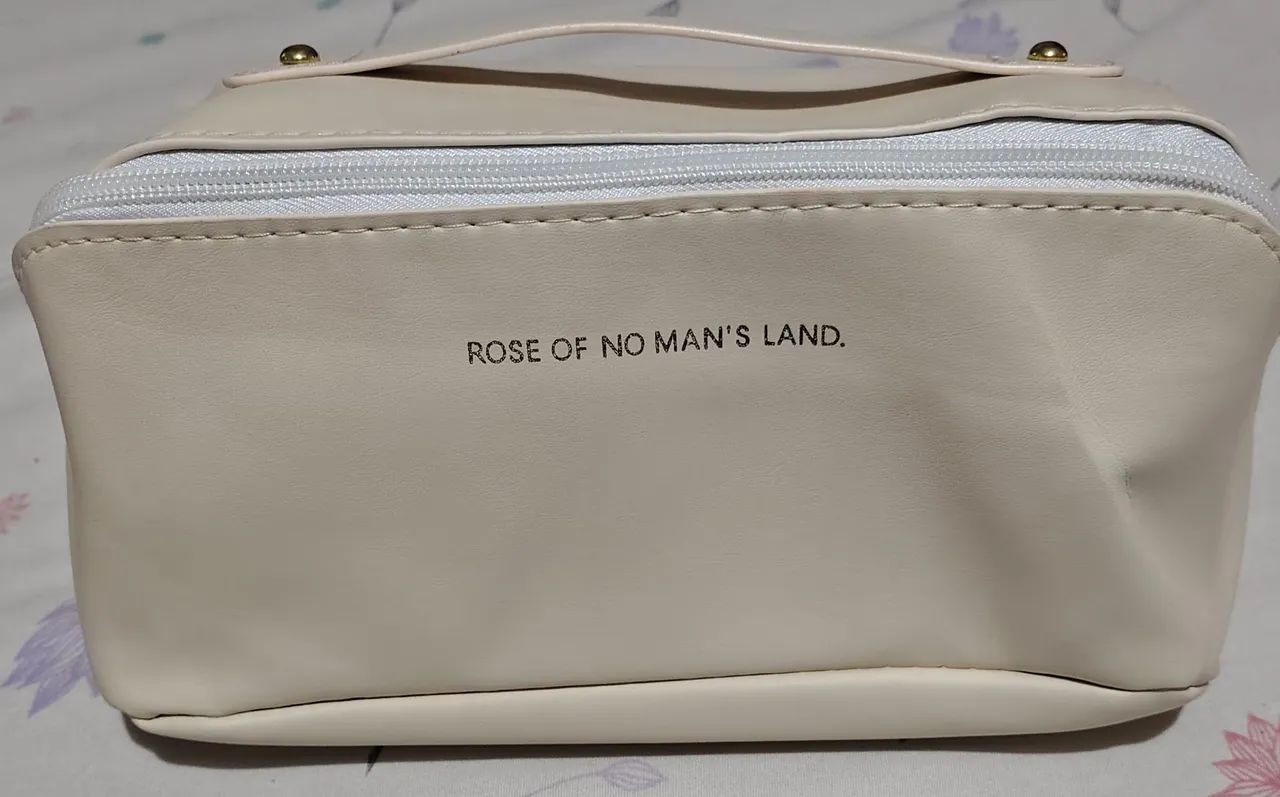 ROSE OF NO MAN'S LAND.